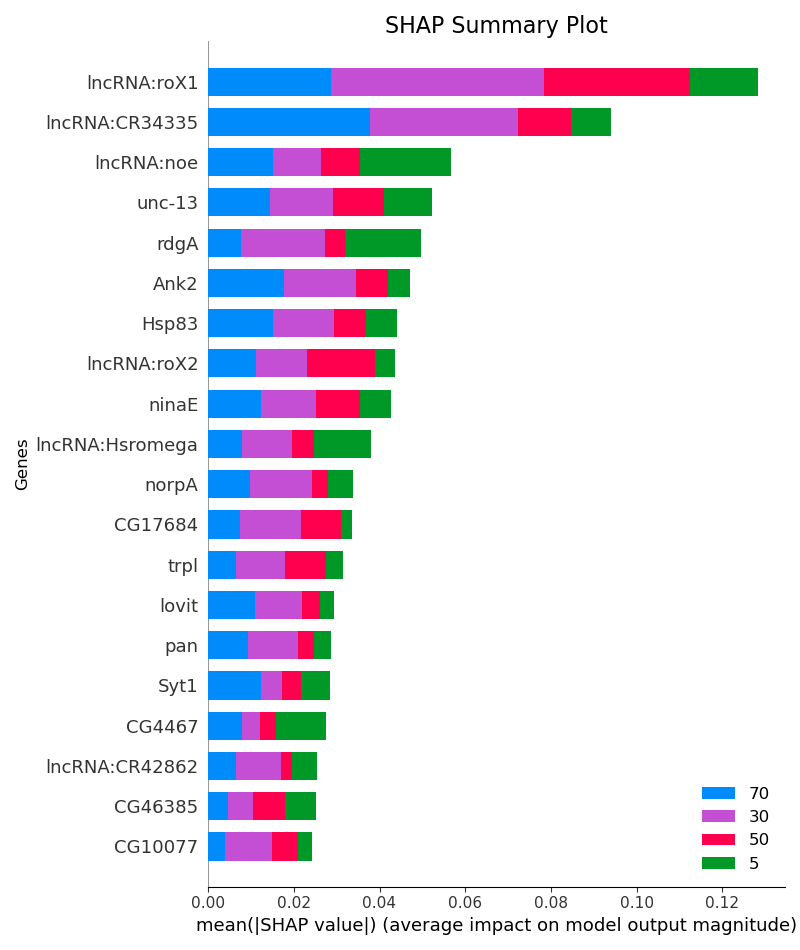 SHAP Summary Plot
lncRNA:roX1
lncRNA:CR34335
lncRNA:noe
unc-13
rdgA
Ank2
Hsp83
lncRNA:roX2
ninaE
lncRNA:Hsromega
norpA
CG17684
trpl
lovit
pan
Syt1
CG4467
lncRNA:CR42862
CG46385
CG10077
Genes
70
30
50
5
0.00 0.02 0.04 0.06 0.08 0.10 0.12
mean(|SHAP value|) (average impact on model output magnitude)